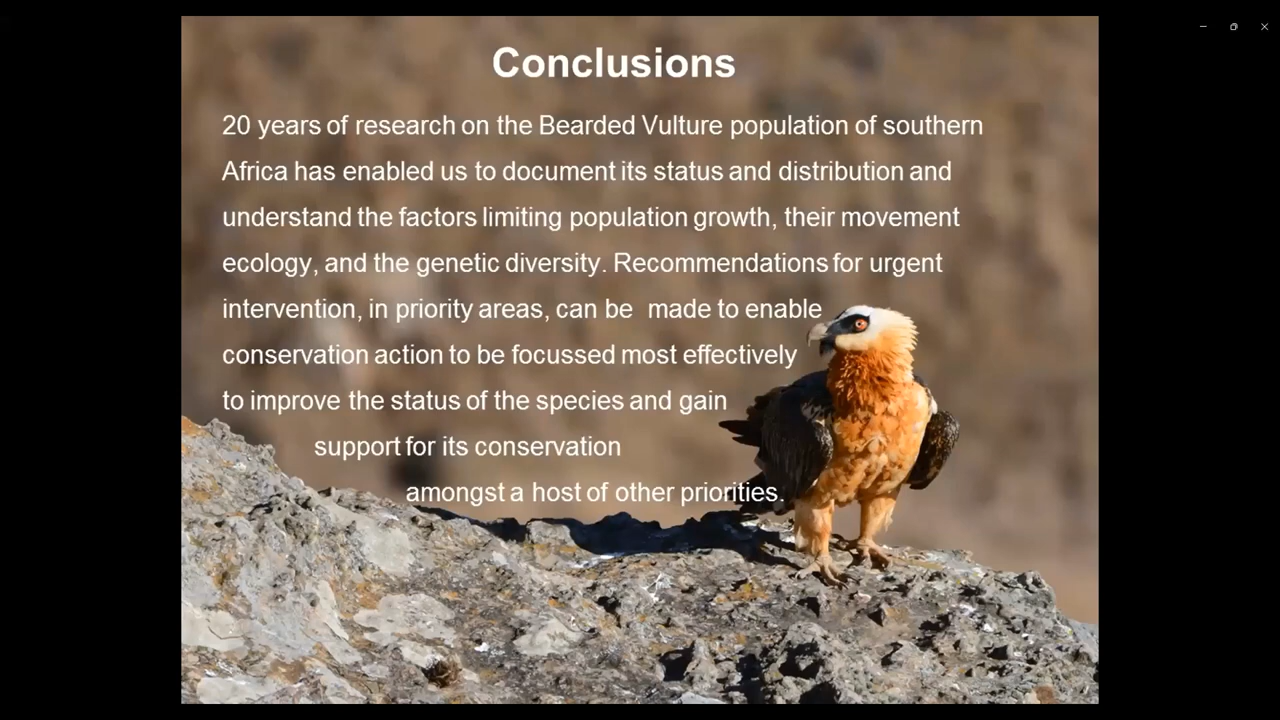 Conclusions
20 years of research on the Bearded Vulture population of southern
Africa has enabled us to document its status and distribution and
understand the factors limiting population growth, their movement
ecology, and the genetic diversity. Recommendations for urgent
intervention, in priority areas, can be made to enable
conservation action to be focussed most effectively
to improve the status of the species and gain
support for its conservation
amongst a host of other priorities.